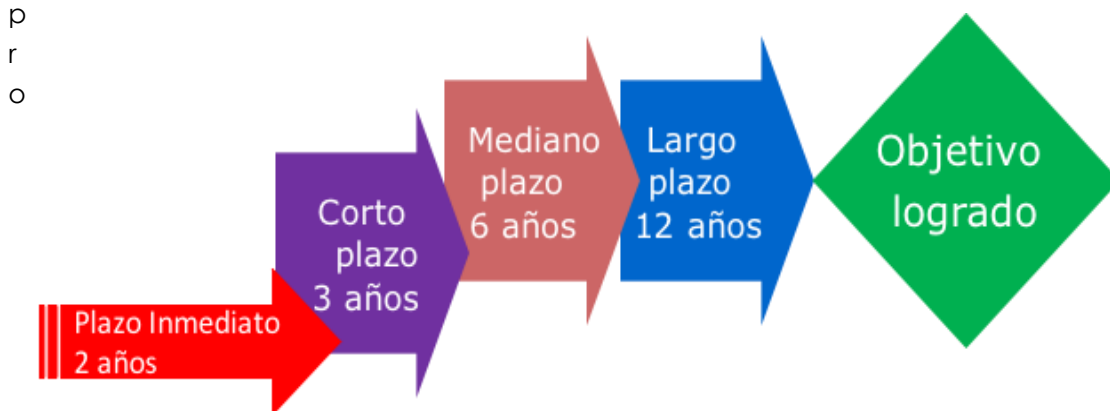 p
r
o
Plazo Inmediato
2 años
Corto
plazo
3 años
Mediano
plazo
6 años
Largo
plazo
12 años
Objetivo
logrado